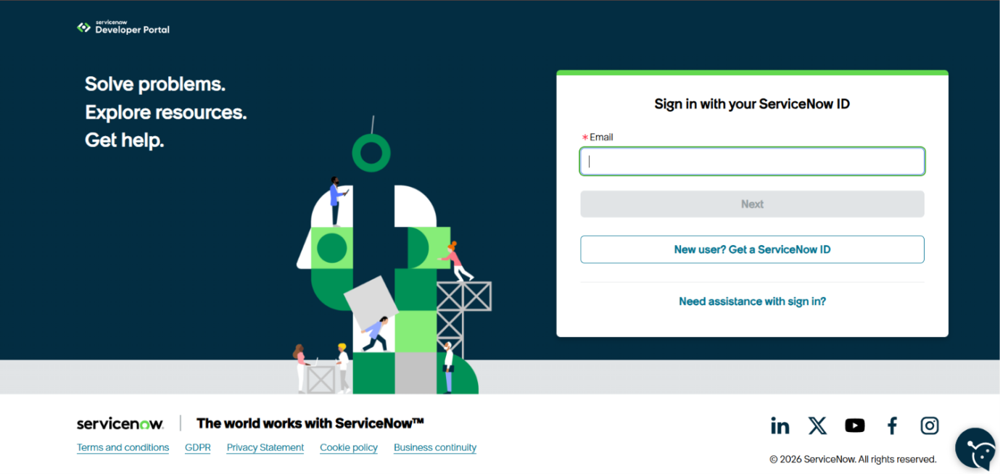 servicenow
Developer Portal
Solve problems.
Explore resources.
Get help.
Sign in with your ServiceNow ID
* Email
Next
New user? Get a ServiceNow ID
Need assistance with sign in?
servicenow.
The world works with ServiceNow™
Terms and conditions GDPR Privacy Statement Cookie policy Business continuity
© 2026 ServiceNow. All rights reserved.